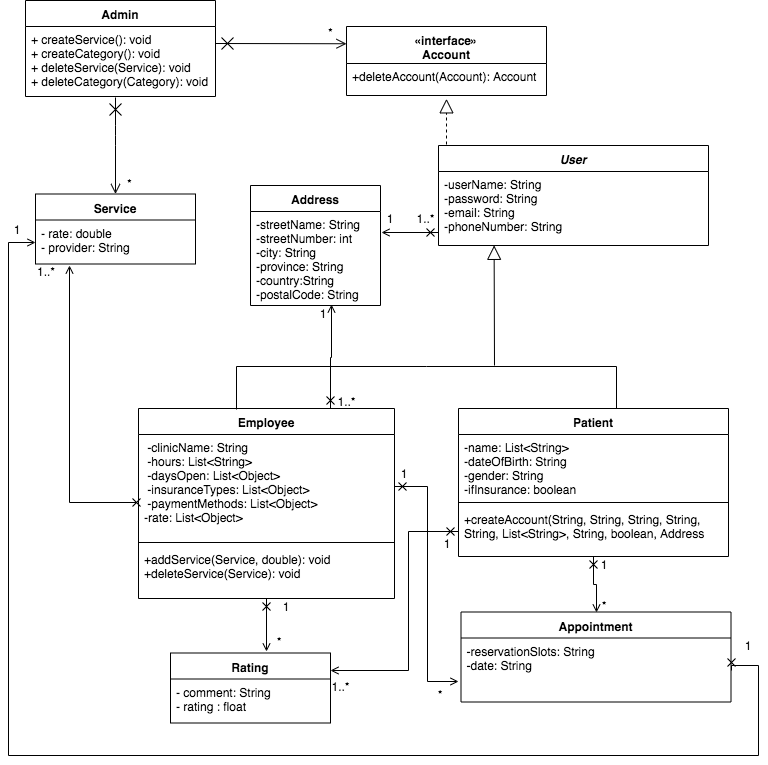 Admin
+ createService(): void
+ createCategory(): void
+ deleteService(Service): void
+ deleteCategory(Category): void
*
«interface»
Account
+deleteAccount(Account): Account
*
User
-userName: String
-password: String
-email: String
-phoneNumber: String
Service
- rate: double
- provider: String
1
1..*
Address
-streetName: String
-streetNumber: int
-city: String
-province: String
-country:String
-postalCode: String
1
1..*
1
1..*
Employee
-clinicName: String
-hours: List<String>
-daysOpen: List<Object>
-insuranceTypes: List<Object>
-paymentMethods: List<Object>
-rate: List<Object>
+addService(Service, double): void
+deleteService(Service): void
1
Patient
-name: List<String>
-dateOfBirth: String
-gender: String
-ifInsurance: boolean
+createAccount(String, String, String, String,
String, List<String>, String, boolean, Address
1
1
*
1
*
Rating
- comment: String
- rating : float
1..*
*
Appointment
-reservationSlots: String
-date: String
1